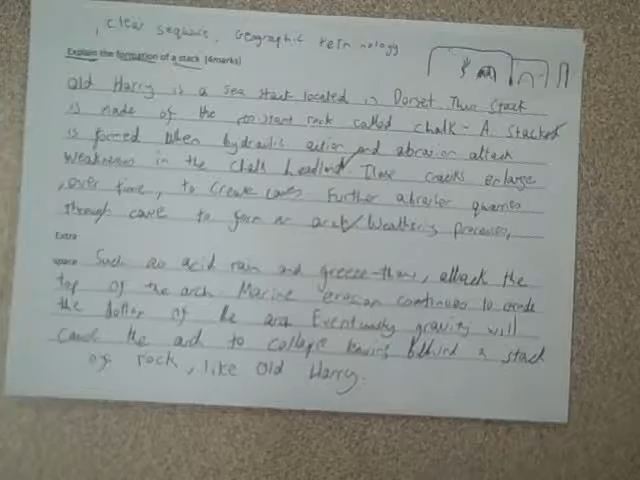 , clear sequence, Geographic terminology
Explain the formation of a stack (4marks)
Old Harry is a sea stack located in Dorset. This stack
is made of the resistant rock called chalk - A stacked
is formed when hydraulic action and abrasion attack
weaknesses in the chalk headland. These cracks enlarge
, over time, to create caves Further abrasion quarries
through cave to form an arch/ Weathering processes,
Extra
space Such as acid rain and freeze-thaw, attack the
top of the arch Marine erosion continues to erode
the bottom of the arch Eventually gravity will
cause the arch to collapse leaving behind a stack
of rock, like Old Harry.